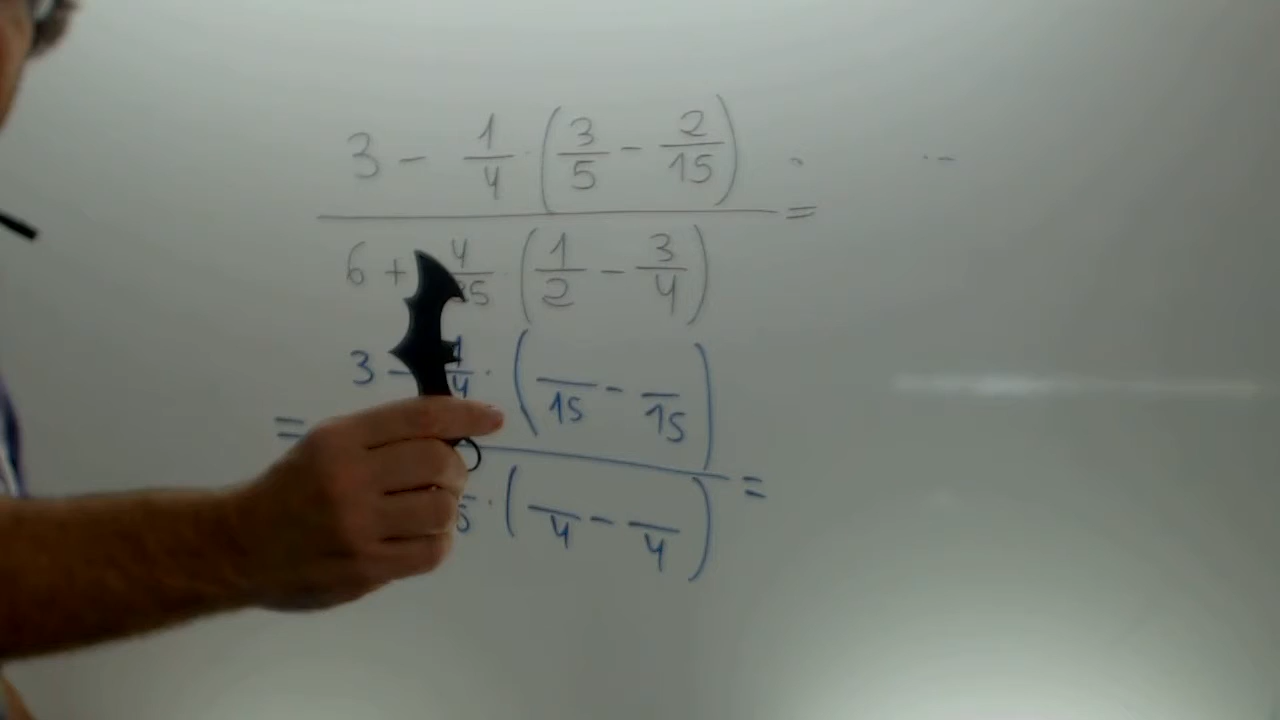 3 - 1/4 · (3/5 - 2/15)
=
6 + 4/ 5 (1/2 - 3/4)
3 - 1/4 · ( /15 - /15)
= =
5 · ( /4 - /4)